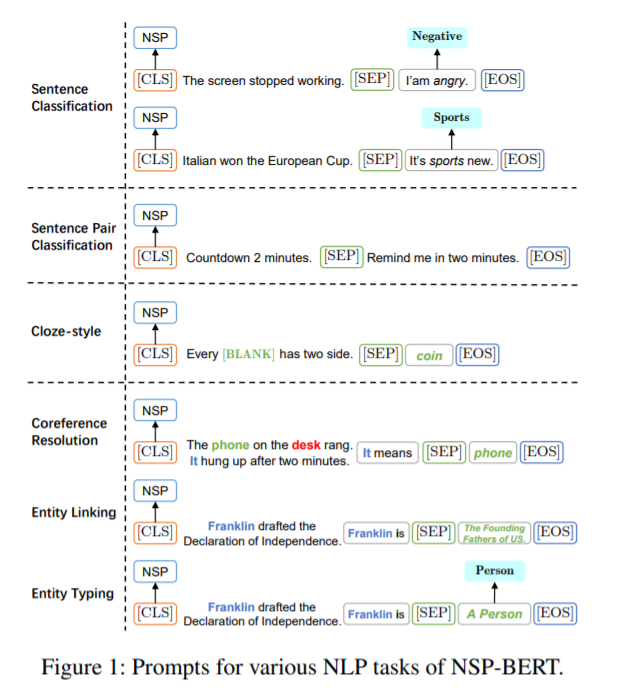 NSP
Negative
Sentence Classification
[CLS] The screen stopped working. [SEP] I'am angry. [EOS]
NSP
Sports
[CLS] Italian won the European Cup. [SEP] It's sports new. [EOS]
Sentence Pair Classification
NSP
[CLS] Countdown 2 minutes. [SEP] Remind me in two minutes. [EOS]
Cloze-style
NSP
[CLS] Every [BLANK] has two side. [SEP] coin [EOS]
Coreference Resolution
NSP
[CLS] The phone on the desk rang. It hung up after two minutes. It means [SEP] phone [EOS]
Entity Linking
NSP
[CLS] Franklin drafted the Declaration of Independence. Franklin is [SEP] The Founding Fathers of US. [EOS]
Entity Typing
NSP
Person
[CLS] Franklin drafted the Declaration of Independence. Franklin is [SEP] A Person [EOS]
Figure 1: Prompts for various NLP tasks of NSP-BERT.